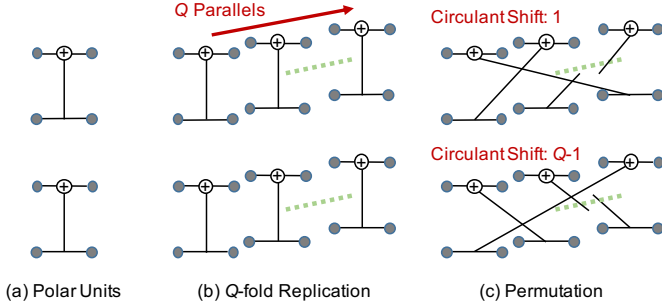 Q Parallels
Circulant Shift: 1
Circulant Shift: Q-1
(a) Polar Units
(b) Q-fold Replication
(c) Permutation